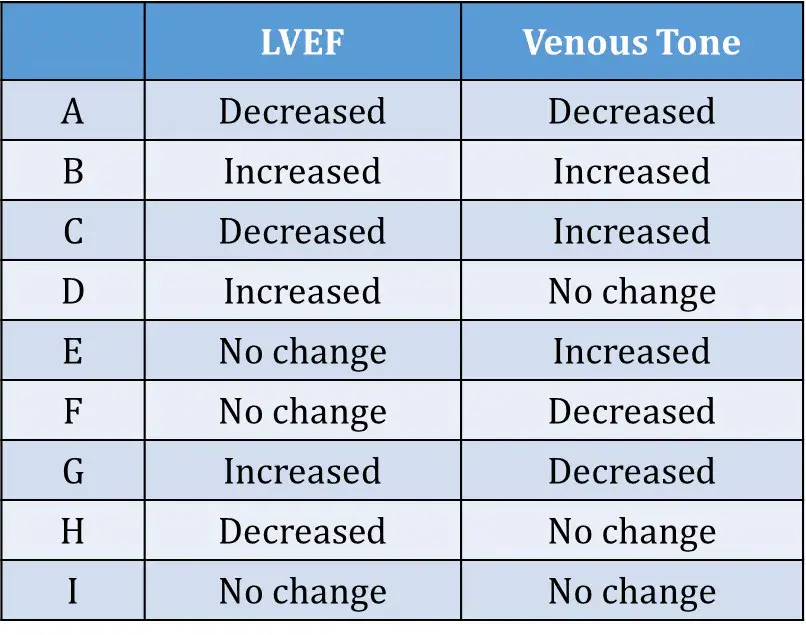 LVEF Venous Tone
A Decreased Decreased
B Increased Increased
C Decreased Increased
D Increased No change
E No change Increased
F No change Decreased
G Increased Decreased
H Decreased No change
I No change No change